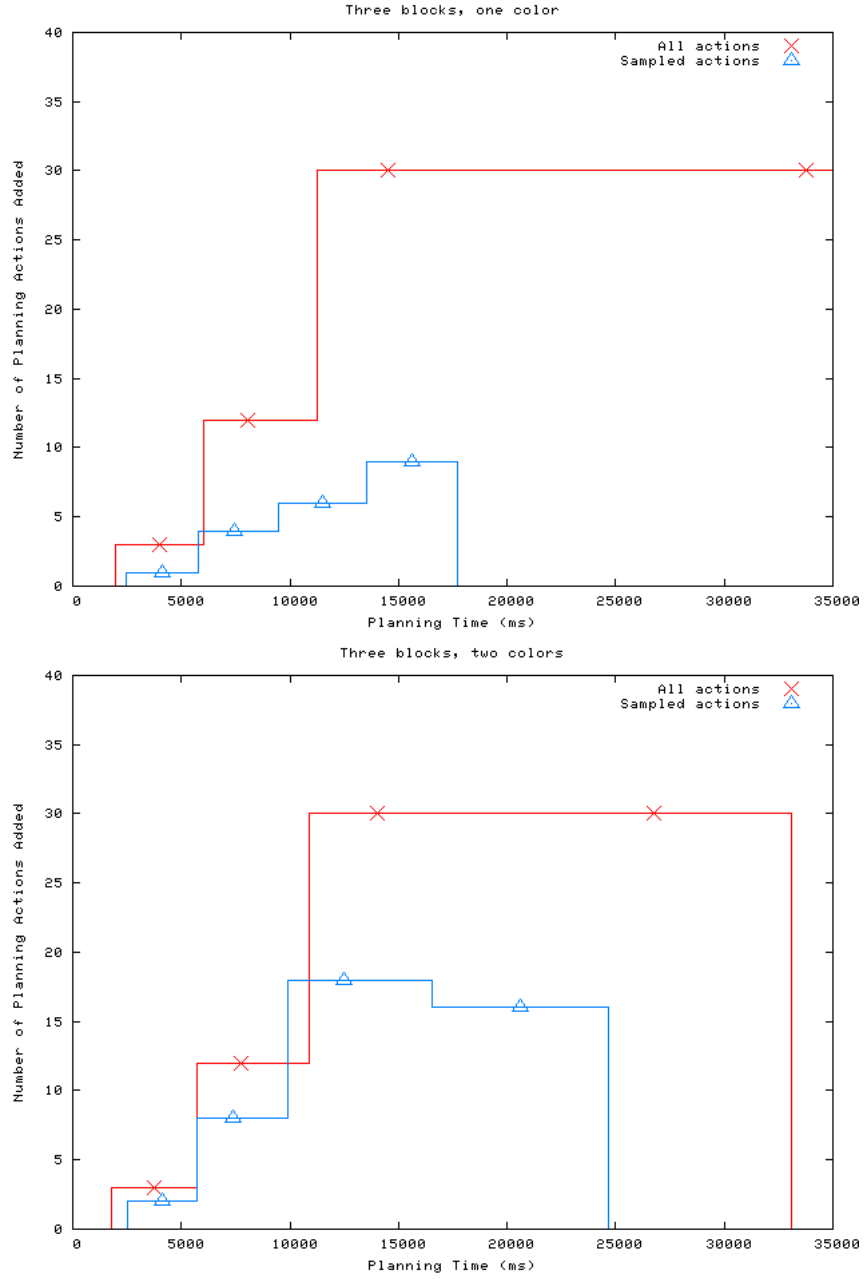 Three blocks, one color
40
All actions
Sampled actions
35
30
25
20
15
10
5
0
Number of Planning Actions Added
0 5000 10000 15000 20000 25000 30000 35000
Planning Time (ms)
Three blocks, two colors
40
All actions
Sampled actions
35
30
25
20
15
10
5
0
Number of Planning Actions Added
0 5000 10000 15000 20000 25000 30000 35000
Planning Time (ms)